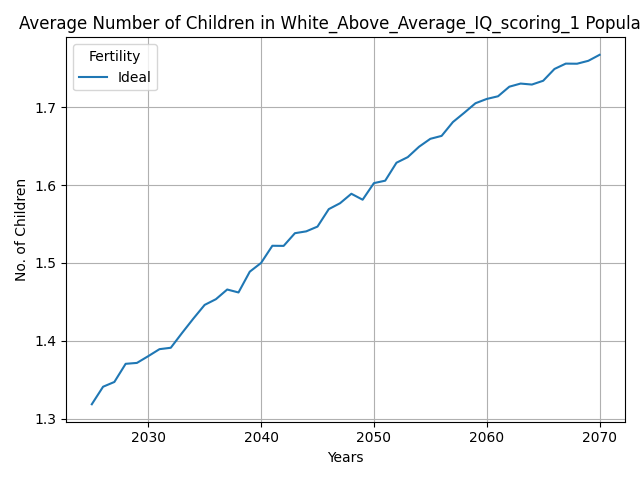 Average Number of Children in White_Above_Average_IQ_scoring_1 Popula
Fertility
Ideal
No. of Children
1.7
1.6
1.5
1.4
1.3
2030 2040 2050 2060 2070
Years